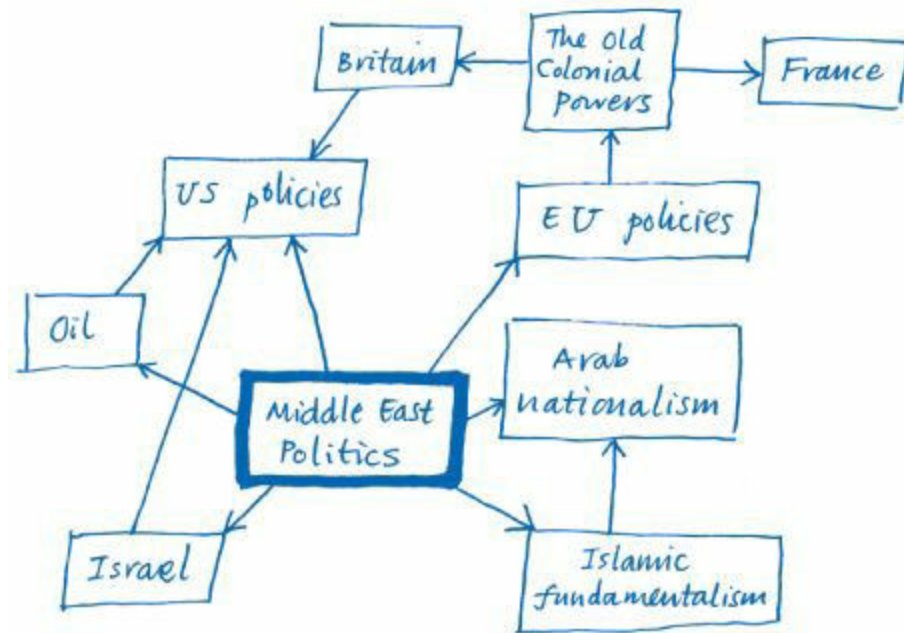 Britain
The Old
Colonial
Powers
France
US policies
EU policies
Oil
Arab
nationalism
Middle East
Politics
Israel
Islamic
fundamentalism